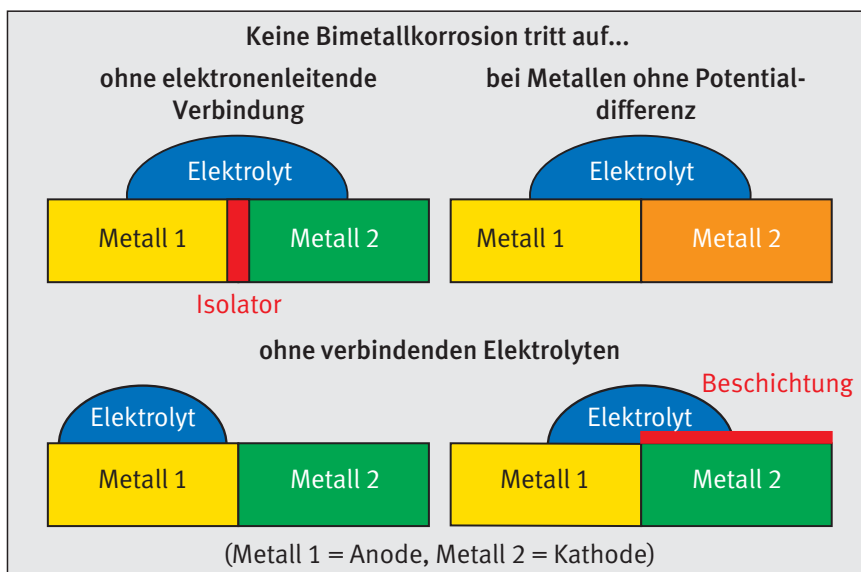 Keine Bimetallkorrosion tritt auf...
ohne elektronenleitende
Verbindung
bei Metallen ohne Potential-
differenz
Elektrolyt
Metall 1
Metall 2
Isolator
Elektrolyt
Metall 1
Metall 2
ohne verbindenden Elektrolyten
Elektrolyt
Metall 1
Metall 2
Beschichtung
Elektrolyt
Metall 1
Metall 2
(Metall 1 = Anode, Metall 2 = Kathode)